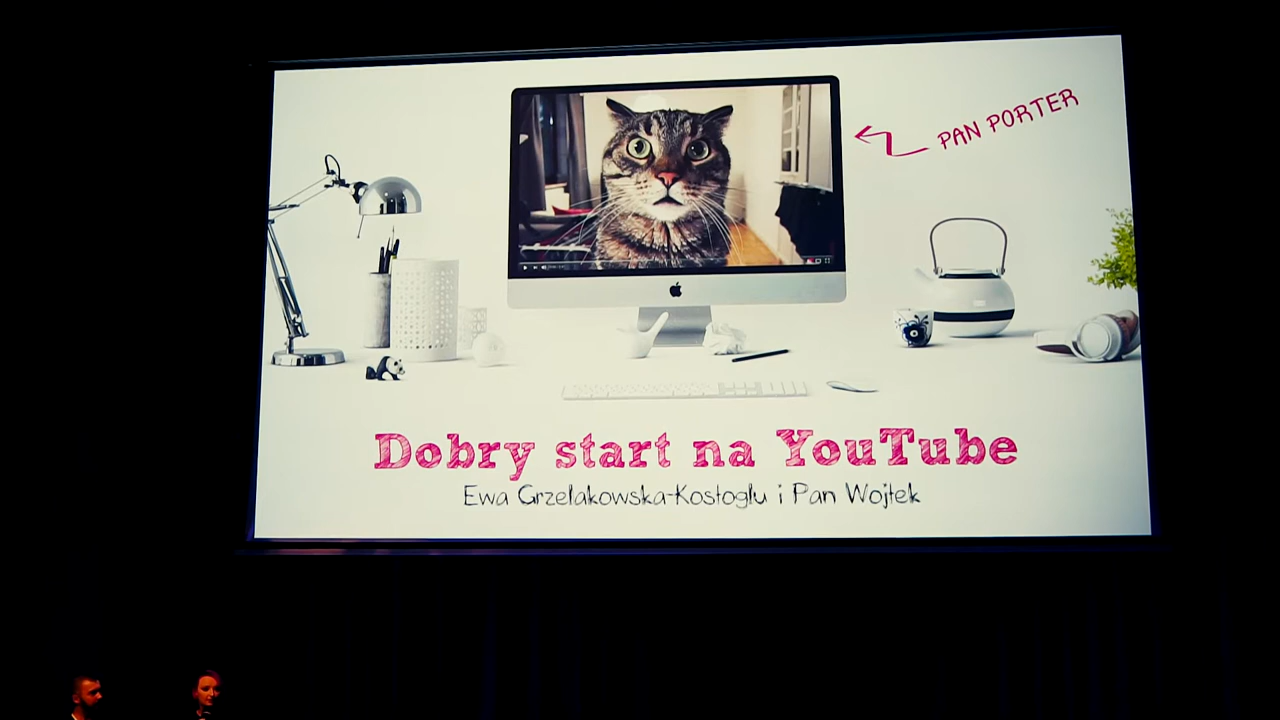 PAN PORTER
Dobry start na YouTube
Ewa Grzelakowska-Kostoglu i Pan Wojtek